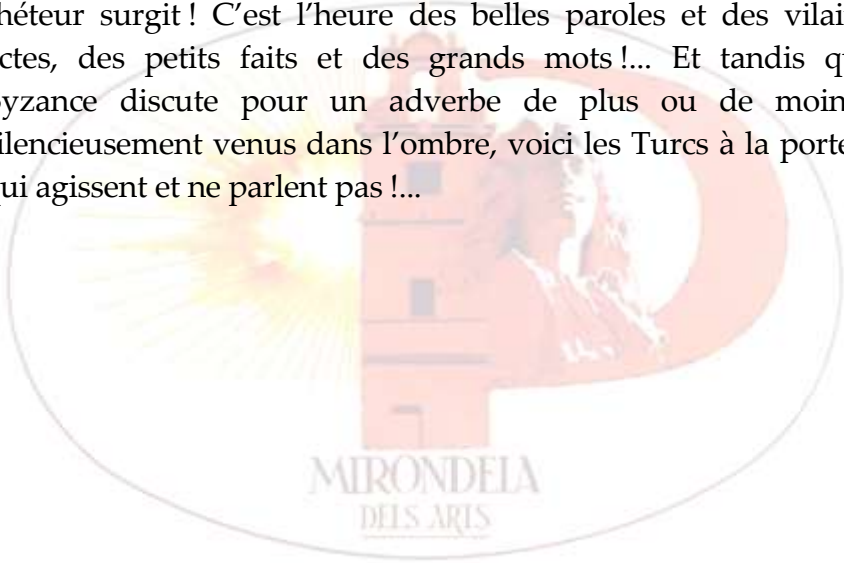 héteur surgit ! C’est l’heure des belles paroles et des vilai
ctes, des petits faits et des grands mots !... Et tandis q
yzance discute pour un adverbe de plus ou de moin
ilencieusement venus dans l’ombre, voici les Turcs à la porte
ui agissent et ne parlent pas !...
MIRONDELA
DELS ARTS